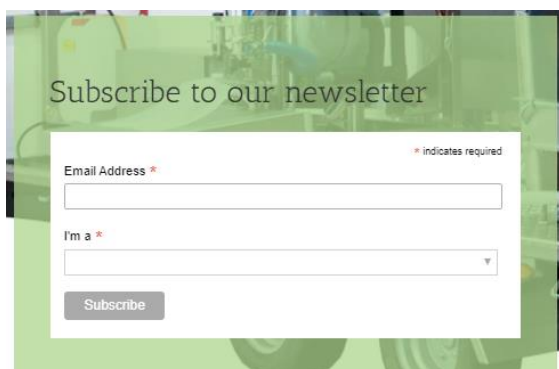 Subscribe to our newsletter
* indicates required
Email Address *
I'm a *
Subscribe